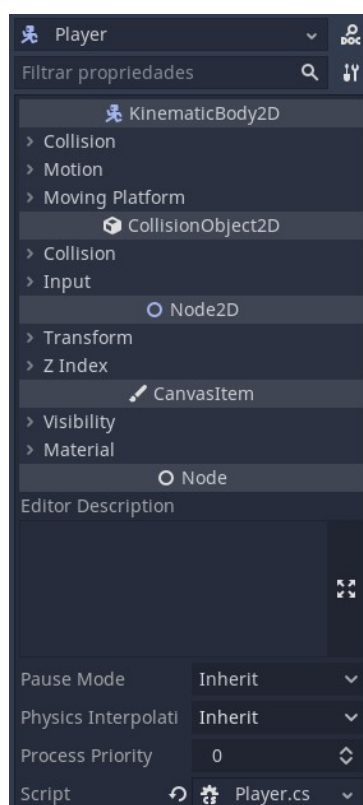 Player
DOC
Filtrar propriedades
KinematicBody2D
Collision
Motion
Moving Platform
CollisionObject2D
Collision
Input
Node2D
Transform
Z Index
CanvasItem
Visibility
Material
Node
Editor Description
Pause Mode Inherit
Physics Interpolati Inherit
Process Priority 0
Script Player.cs